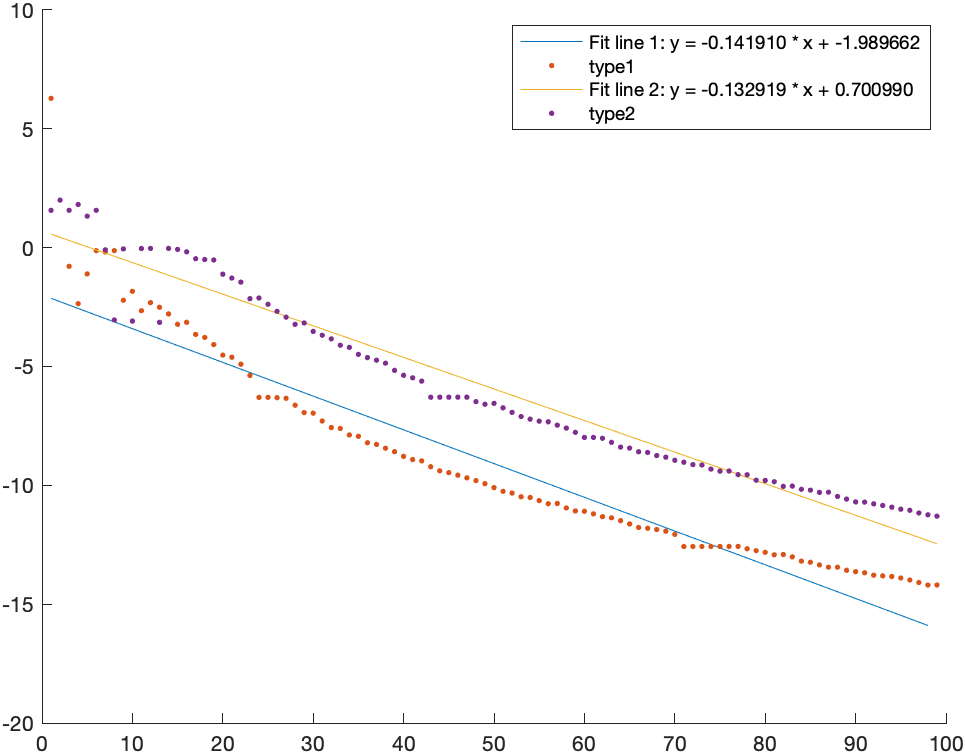 10
Fit line 1: y = -0.141910 * x + -1.989662
type1
Fit line 2: y = -0.132919 * x + 0.700990
type2
5
0
-5
-10
-15
-20
0 10 20 30 40 50 60 70 80 90 100